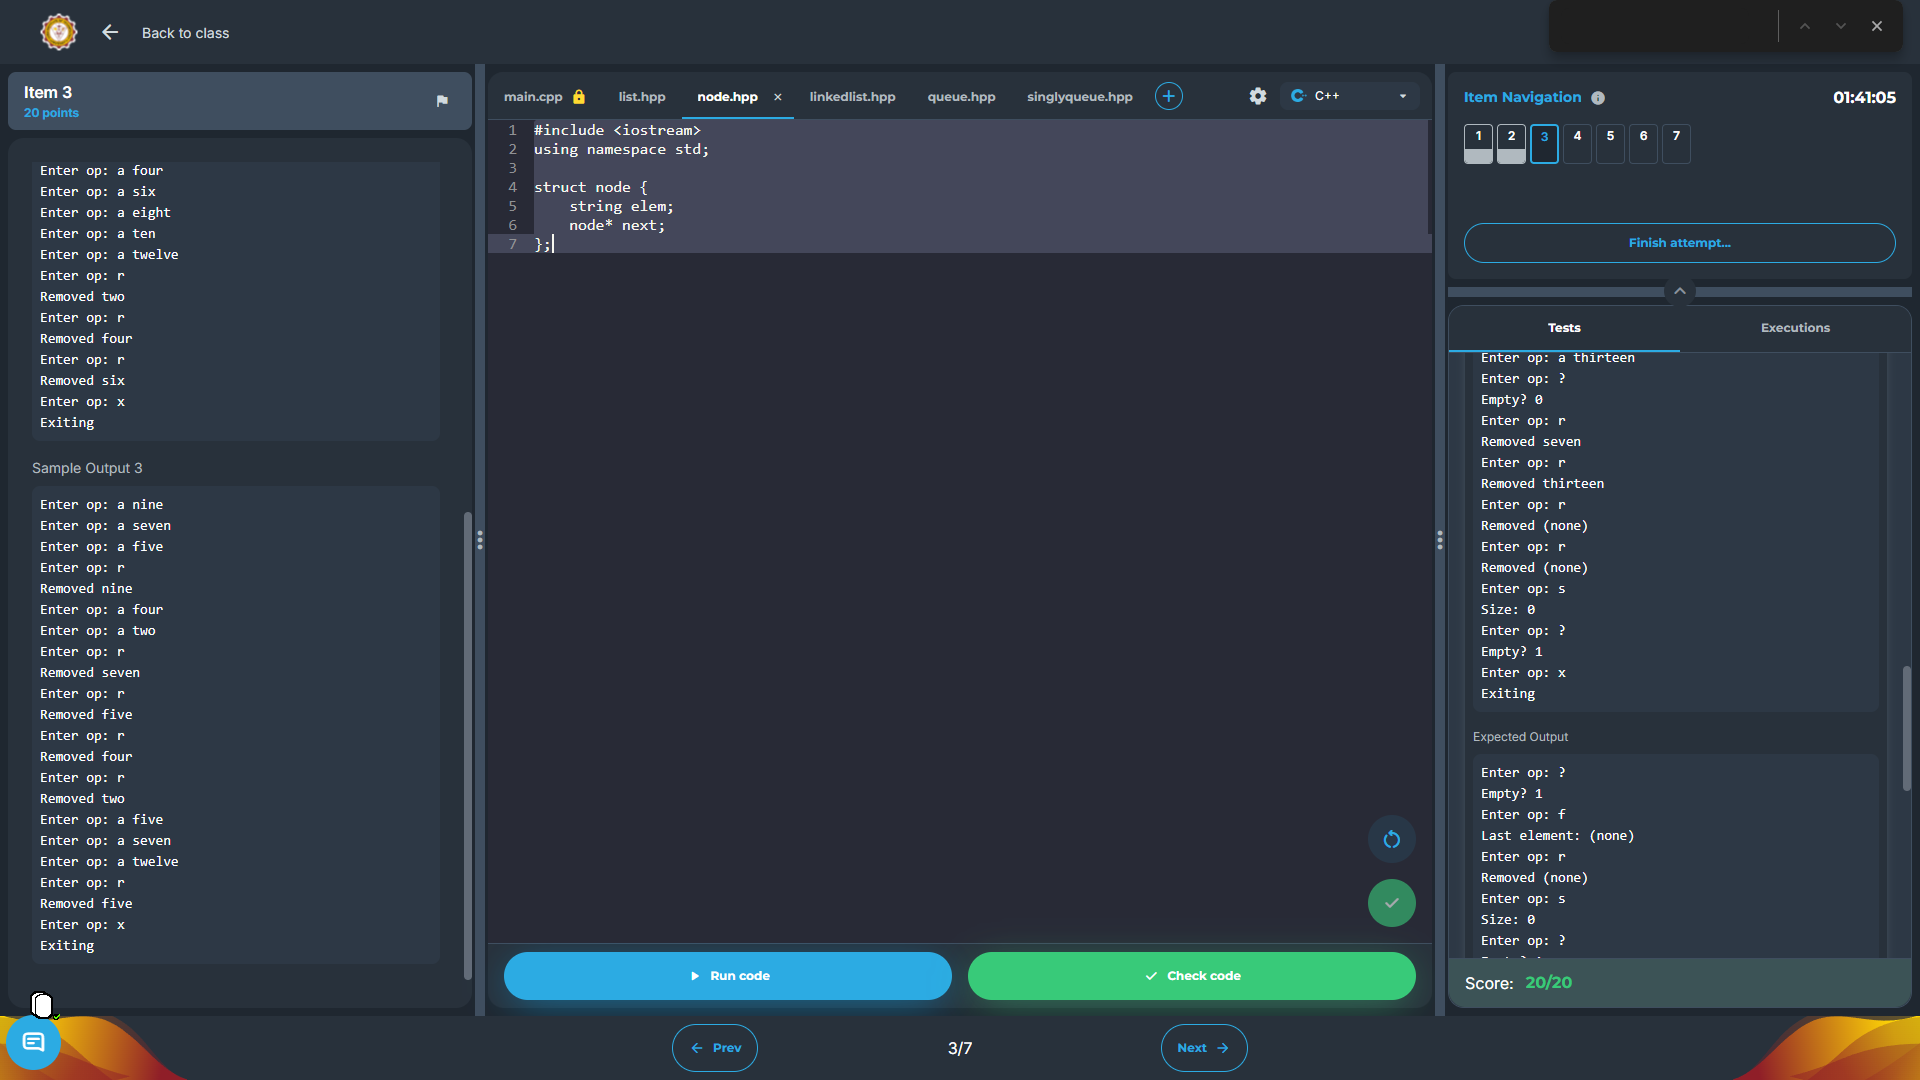 Back to class
Item 3
20 points
Enter op: a four
Enter op: a six
Enter op: a eight
Enter op: a ten
Enter op: a twelve
Enter op: r
Removed two
Enter op: r
Removed four
Enter op: r
Removed six
Enter op: x
Exiting
Sample Output 3
Enter op: a nine
Enter op: a seven
Enter op: a five
Enter op: r
Removed nine
Enter op: a four
Enter op: a two
Enter op: r
Removed seven
Enter op: r
Removed five
Enter op: r
Removed four
Enter op: r
Removed two
Enter op: a five
Enter op: a seven
Enter op: a twelve
Enter op: r
Removed five
Enter op: x
Exiting
main.cpp list.hpp node.hpp linkedlist.hpp queue.hpp singlyqueue.hpp C++
1 #include <iostream>
2 using namespace std;
3
4 struct node {
5 string elem;
6 node* next;
7 };
Run code
Check code
Prev
3/7
Next
Item Navigation
01:41:05
1 2 3 4 5 6 7
Finish attempt...
Tests Executions
Enter op: a thirteen
Enter op: ?
Empty? 0
Enter op: r
Removed seven
Enter op: r
Removed thirteen
Enter op: r
Removed (none)
Enter op: r
Removed (none)
Enter op: s
Size: 0
Enter op: ?
Empty? 1
Enter op: x
Exiting
Expected Output
Enter op: ?
Empty? 1
Enter op: f
Last element: (none)
Enter op: r
Removed (none)
Enter op: s
Size: 0
Enter op: ?
Score: 20/20